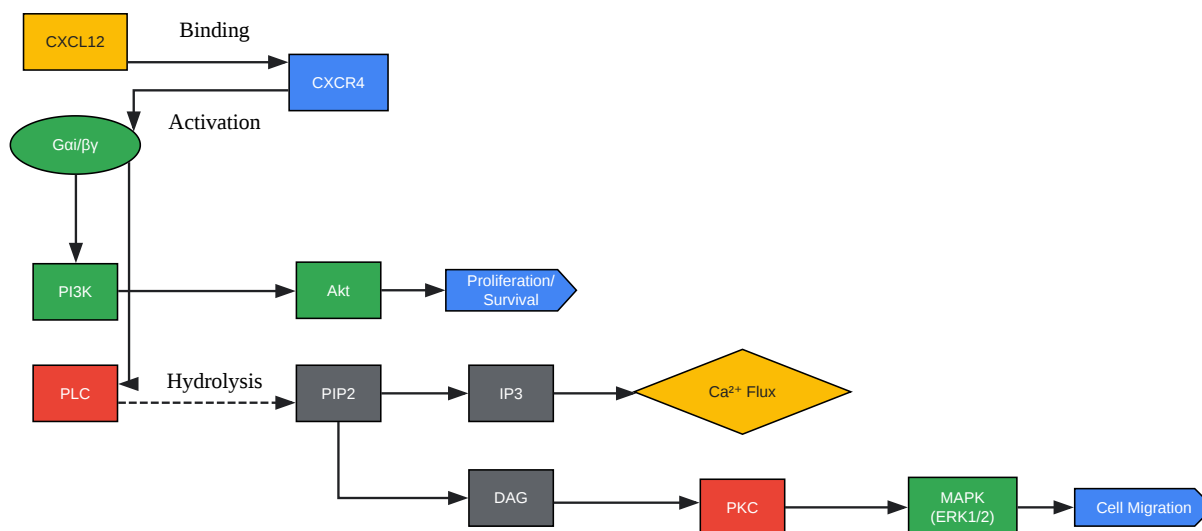 CXCL12
Binding
CXCR4
Activation
Gαi/βγ
PI3K
Akt
Proliferation/
Survival
PLC
Hydrolysis
PIP2
IP3
Ca²⁺ Flux
DAG
PKC
MAPK
(ERK1/2)
Cell Migration